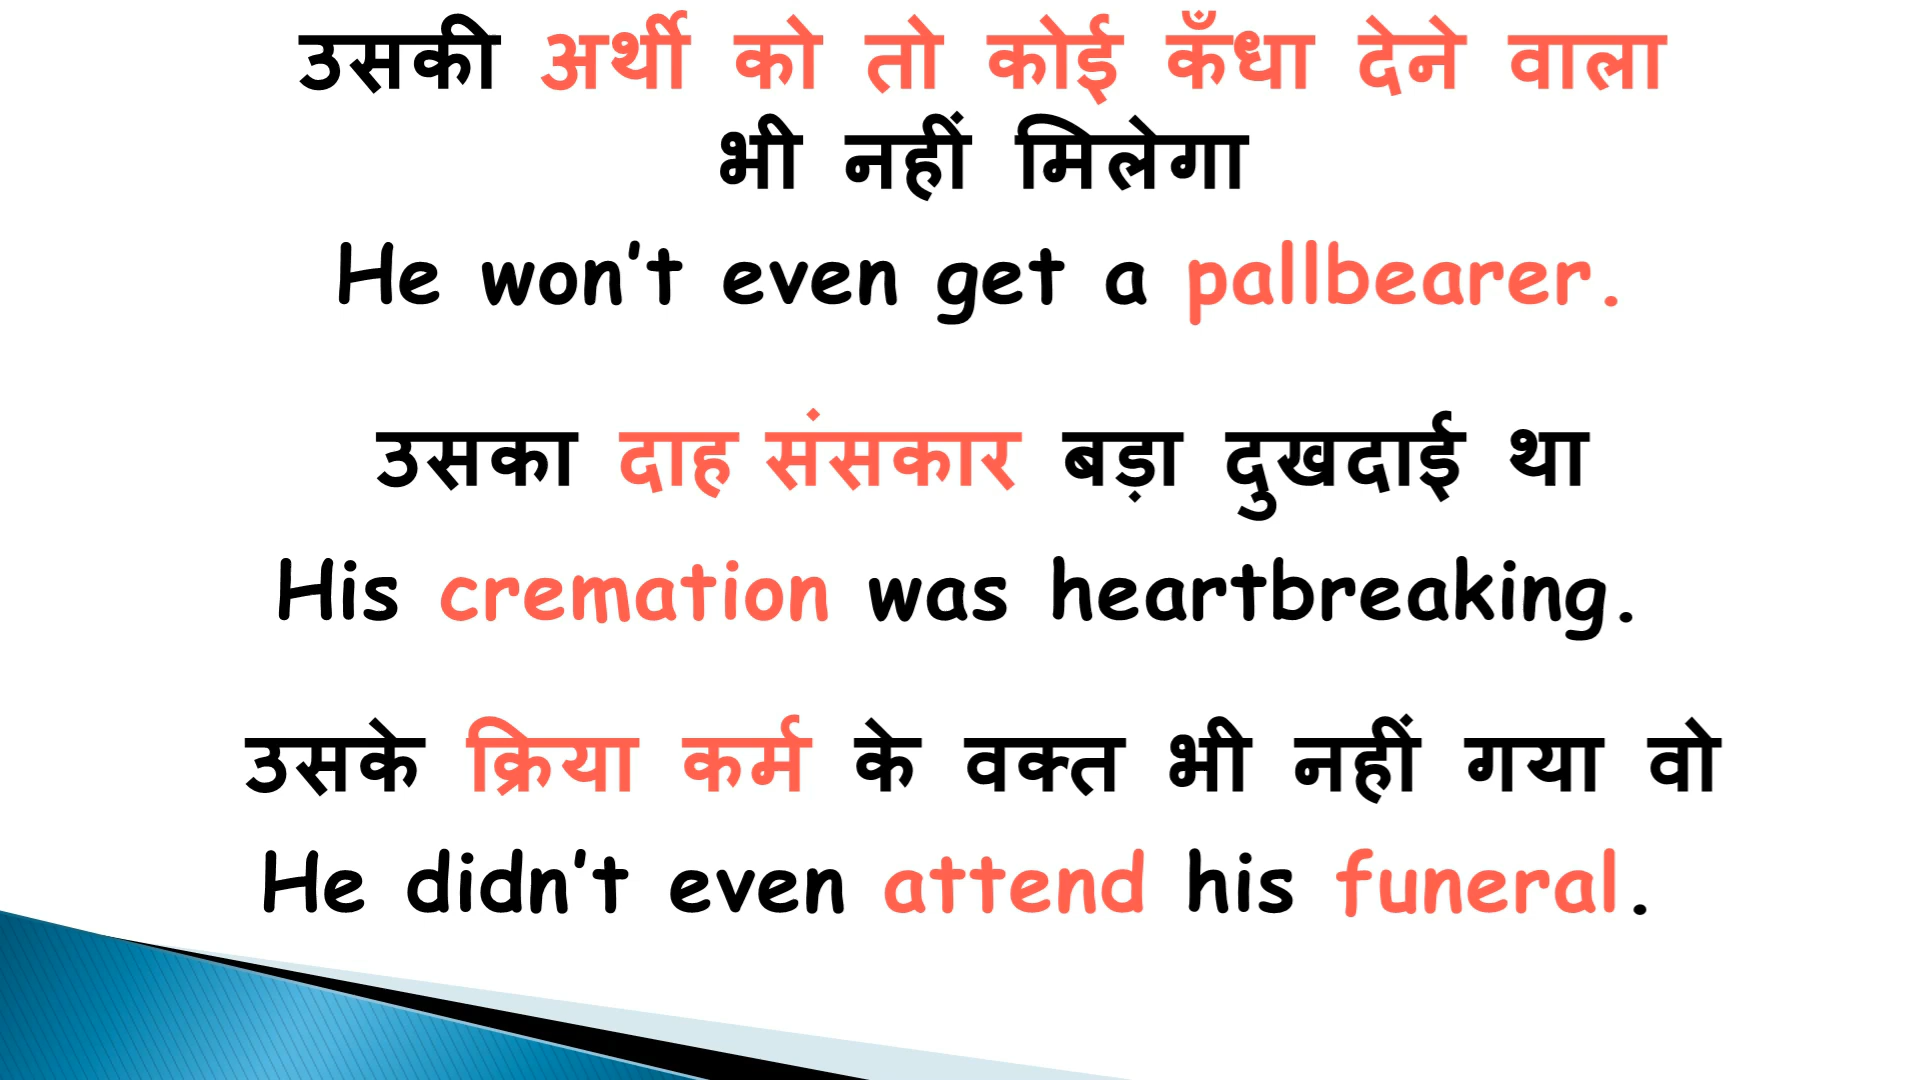 उसकी अर्थी को तो कोई कँधा देने वाला
भी नहीं मिलेगा
He won't even get a pallbearer.
उसका दाह संसकार बड़ा दुखदाई था
His cremation was heartbreaking.
उसके क्रिया कर्म के वक्त भी नहीं गया वो
He didn't even attend his funeral.